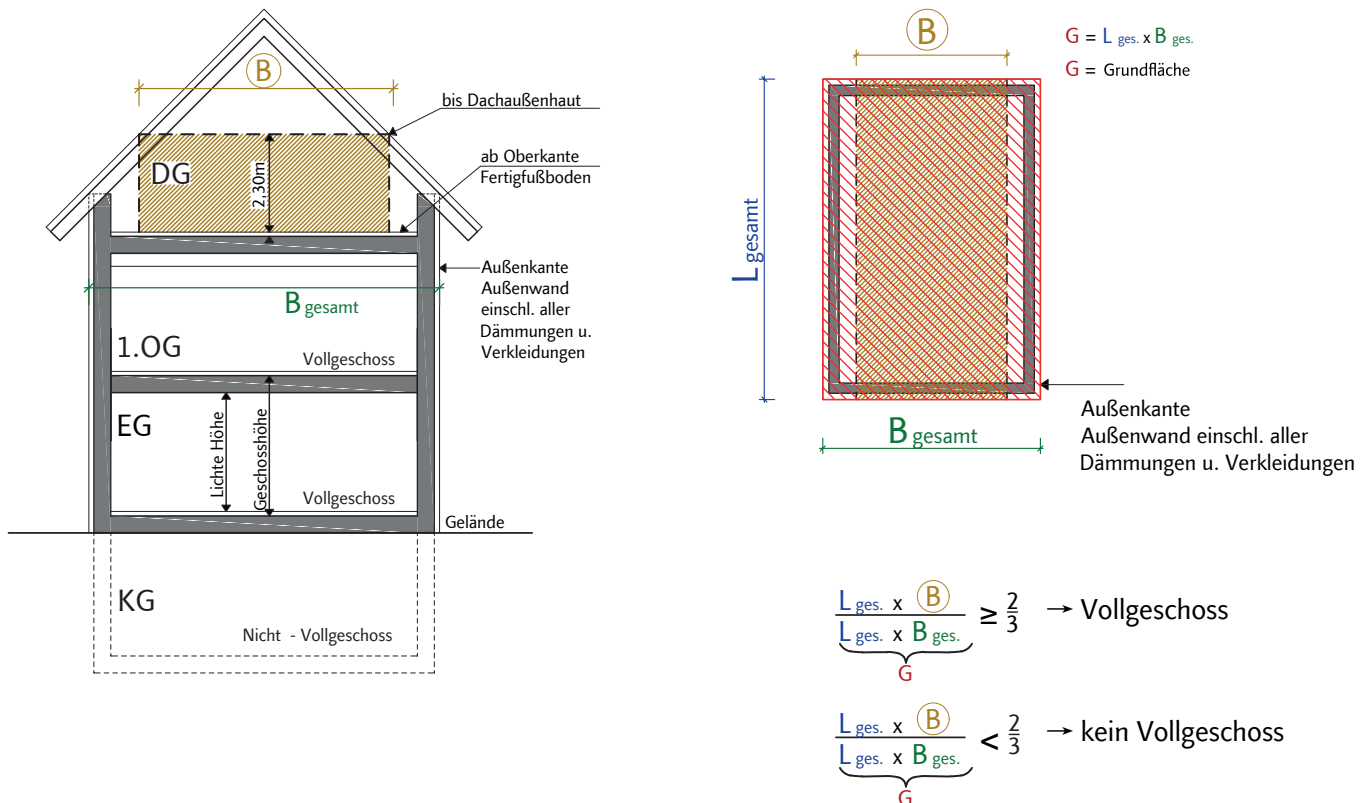 B
bis Dachaußenhaut
DG
2,30m
ab Oberkante
Fertigfußboden
Außenkante
Außenwand
einschl. aller
Dämmungen u.
Verkleidungen
B gesamt
1.OG
Vollgeschoss
EG
Lichte Höhe
Geschosshöhe
Vollgeschoss
Gelände
KG
Nicht - Vollgeschoss
B
G = L ges. x B ges.
G = Grundfläche
L gesamt
B gesamt
Außenkante
Außenwand einschl. aller
Dämmungen u. Verkleidungen
L ges. x B
L ges. x B ges.
G
≥ 2/3 → Vollgeschoss
L ges. x B
L ges. x B ges.
G
< 2/3 → kein Vollgeschoss